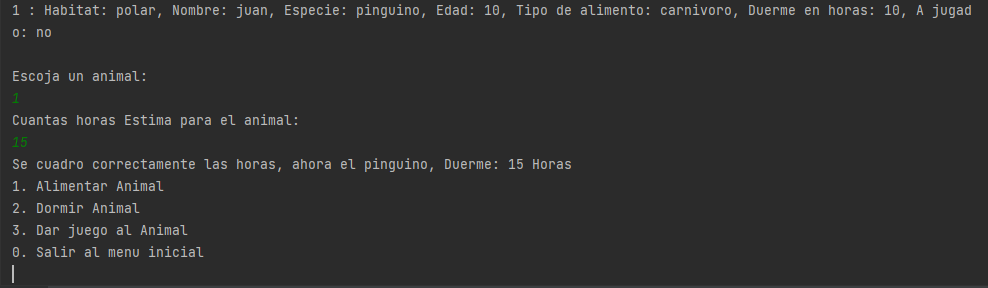 1 : Habitat: polar, Nombre: juan, Especie: pinguino, Edad: 10, Tipo de alimento: carnivoro, Duerme en horas: 10, A jugad
o: no
Escoja un animal:
1
Cuantas horas Estima para el animal:
15
Se cuadro correctamente las horas, ahora el pinguino, Duerme: 15 Horas
1. Alimentar Animal
2. Dormir Animal
3. Dar juego al Animal
0. Salir al menu inicial